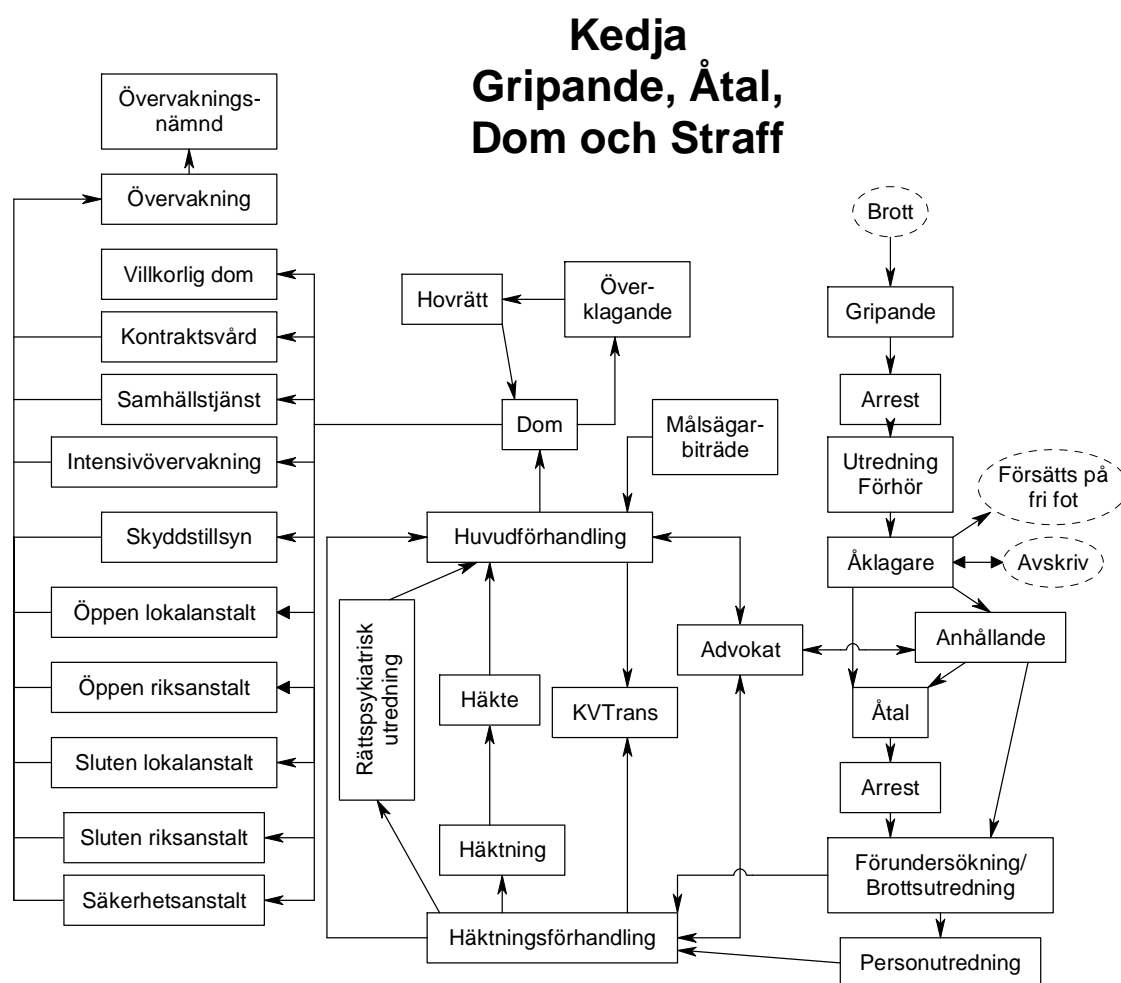 Kedja
Gripande, Åtal,
Dom och Straff
Övervaknings-
nämnd
Övervakning
Villkorlig dom
Kontraktsvård
Samhällstjänst
Intensivövervakning
Skyddstillsyn
Öppen lokalanstalt
Öppen riksanstalt
Sluten lokalanstalt
Sluten riksanstalt
Säkerhetsanstalt
Hovrätt
Över-
klagande
Dom
Målsägar-
biträde
Huvudförhandling
Rättspsykiatrisk
utredning
Häkte
KVTrans
Advokat
Häktning
Häktningsförhandling
Brott
Gripande
Arrest
Utredning
Förhör
Försätts på
fri fot
Åklagare
Avskriv
Anhållande
Åtal
Arrest
Förundersökning/
Brottsutredning
Personutredning